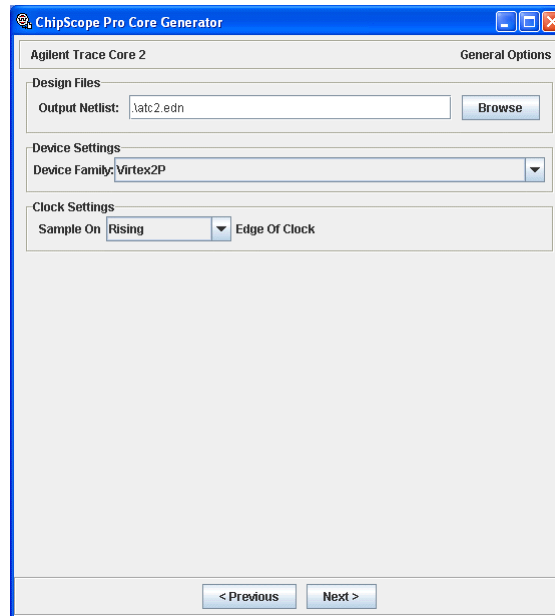 ChipScope Pro Core Generator
Agilent Trace Core 2 General Options
Design Files
Output Netlist: .\atc2.edn Browse
Device Settings
Device Family: Virtex2P
Clock Settings
Sample On Rising Edge Of Clock
< Previous Next >